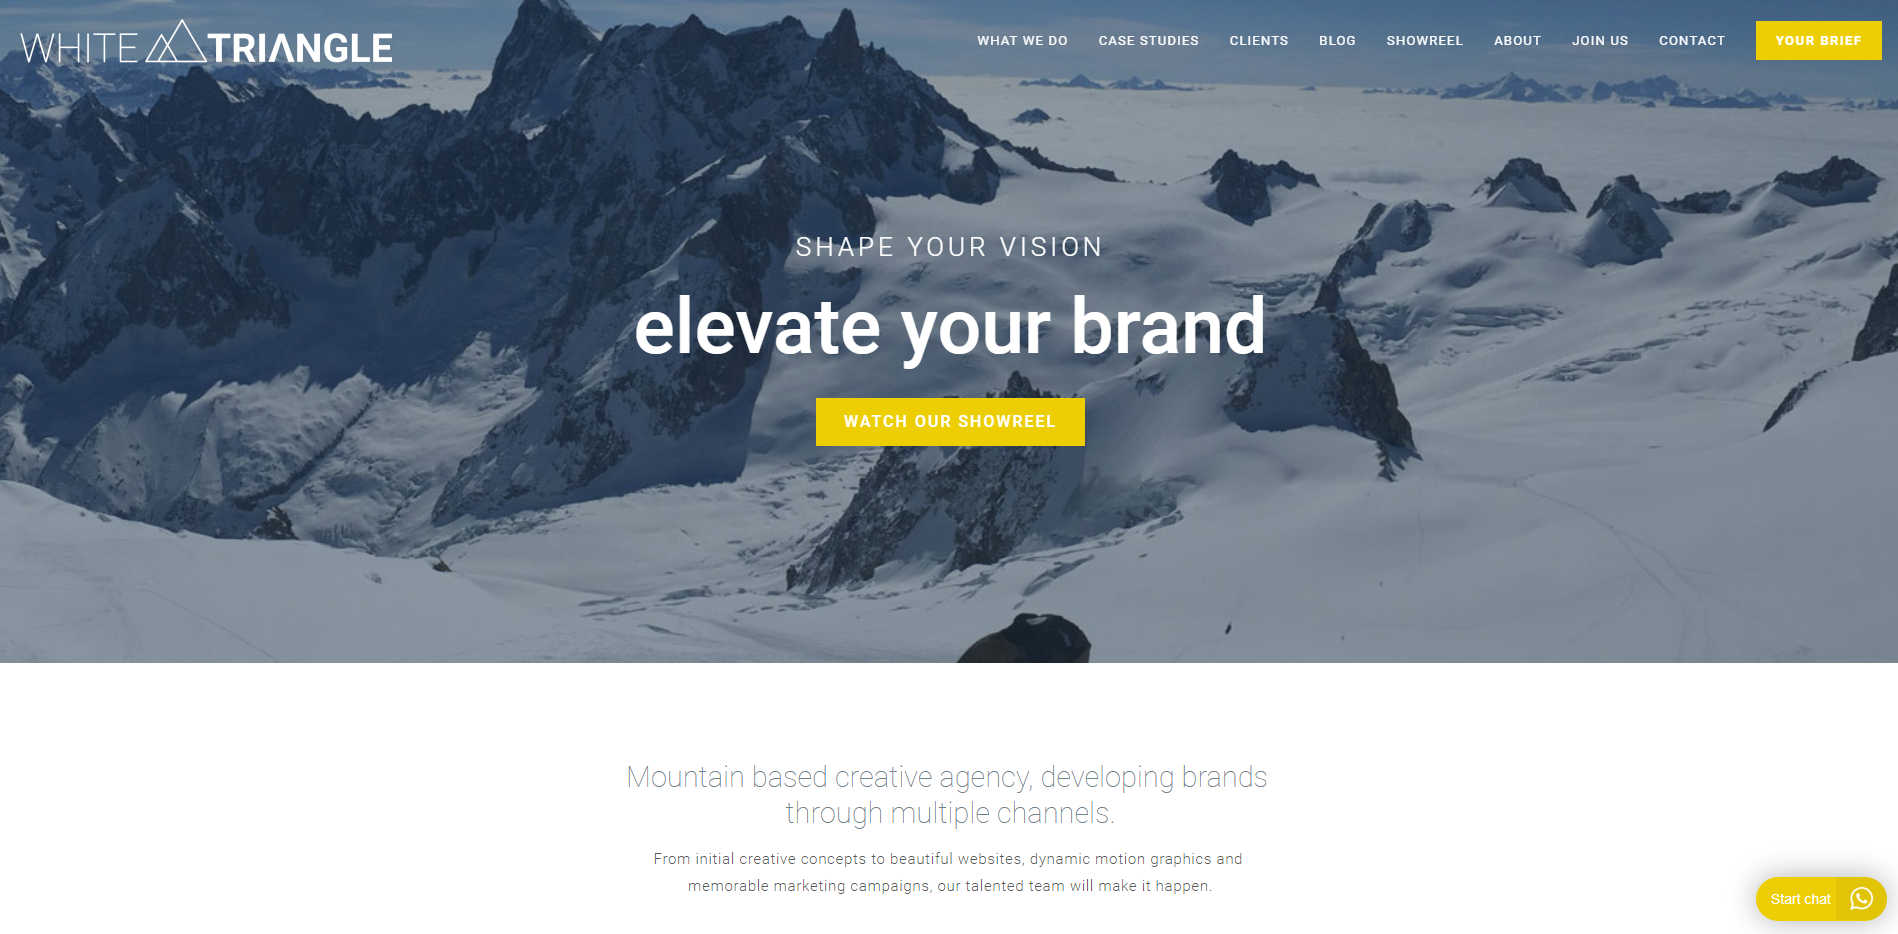 WHITE TRIANGLE
WHAT WE DO CASE STUDIES CLIENTS BLOG SHOWREEL ABOUT JOIN US CONTACT YOUR BRIEF
SHAPE YOUR VISION
elevate your brand
WATCH OUR SHOWREEL
Mountain based creative agency, developing brands
through multiple channels.
From initial creative concepts to beautiful websites, dynamic motion graphics and
memorable marketing campaigns, our talented team will make it happen.
Start chat